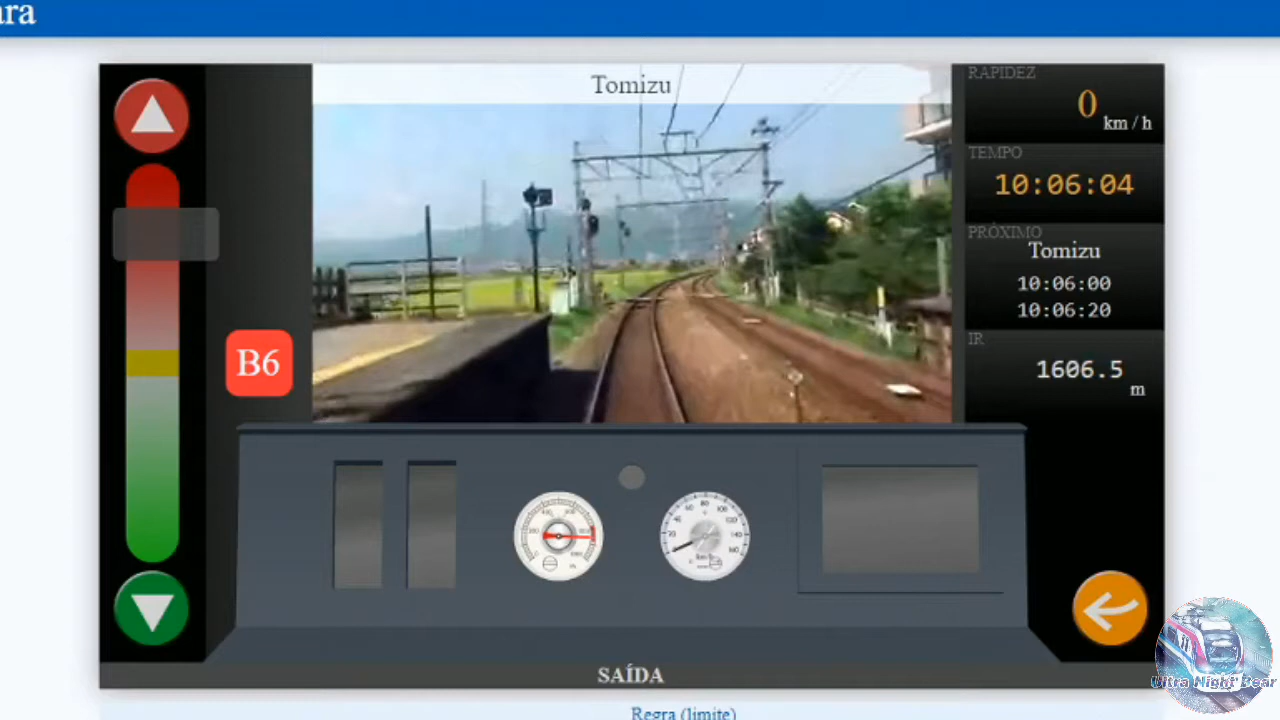 ara
Tomizu
RAPIDEZ
0
km / h
TEMPO
10:06:04
PRÓXIMO
Tomizu
10:06:00
10:06:20
IR
1606.5
m
B6
SAÍDA
Regra (limite)
Ultra Night Bear